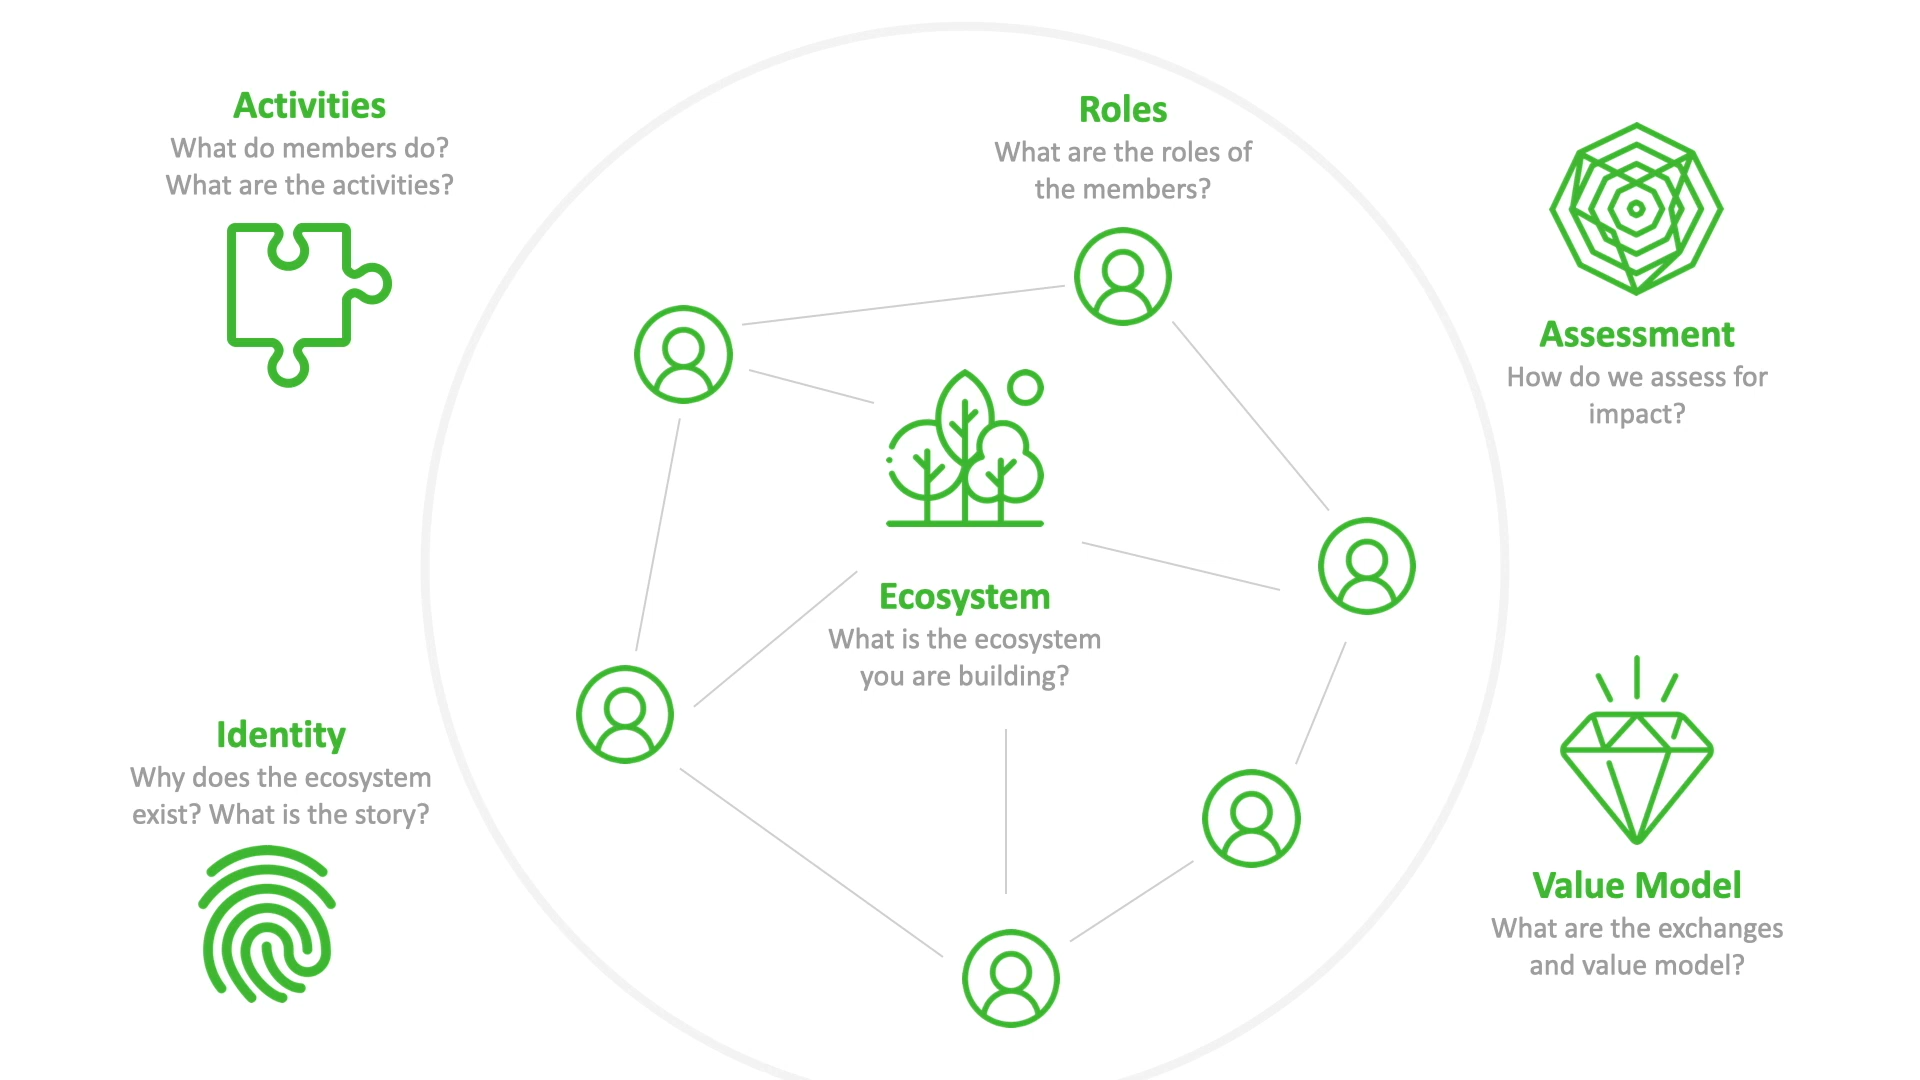 Activities
What do members do?
What are the activities?
Roles
What are the roles of
the members?
Assessment
How do we assess for
impact?
Ecosystem
What is the ecosystem
you are building?
Identity
Why does the ecosystem
exist? What is the story?
Value Model
What are the exchanges
and value model?